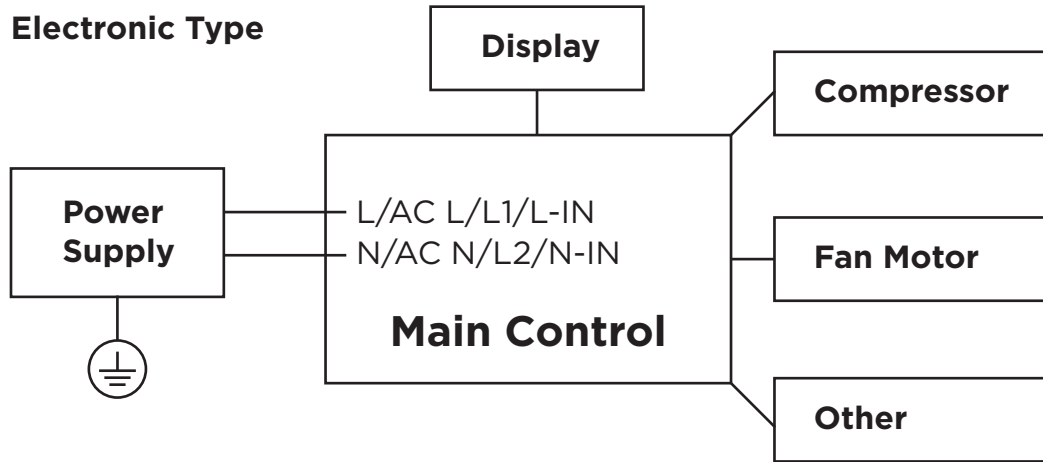 Electronic Type
Display
Compressor
Power
Supply
L/AC L/L1/L-IN
N/AC N/L2/N-IN
Main Control
Fan Motor
Other